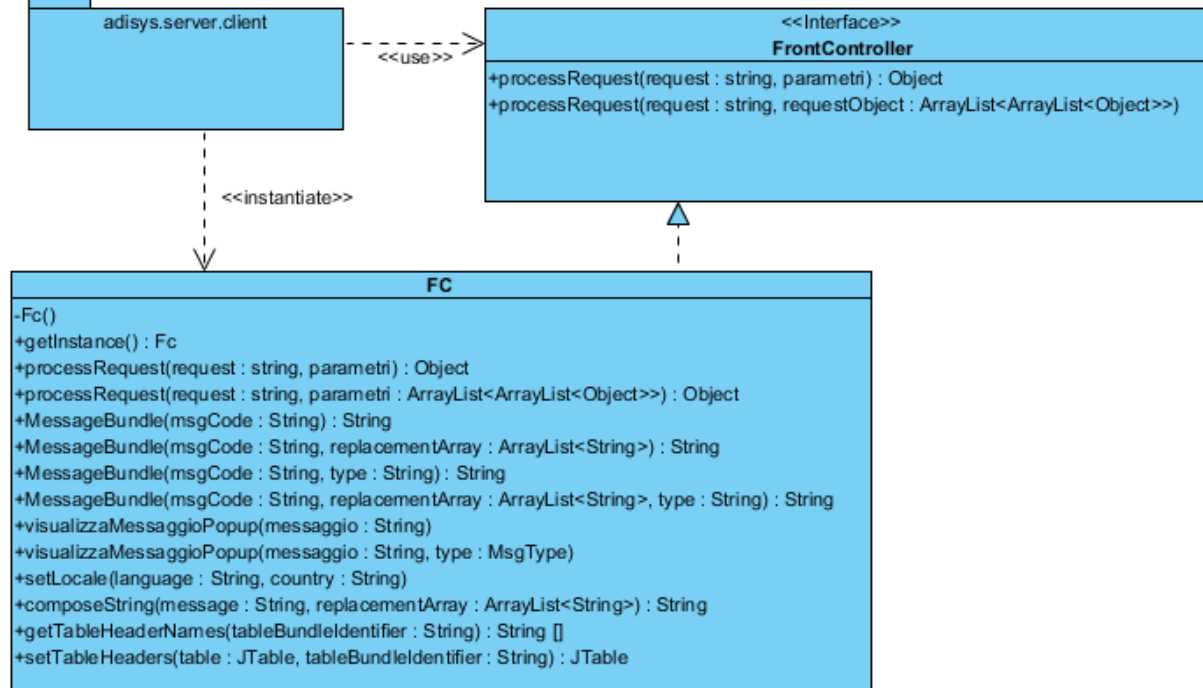 adisys.server.client
<<use>>
<<Interface>>
FrontController
+processRequest(request : string, parametri) : Object
+processRequest(request : string, requestObject : ArrayList<ArrayList<Object>>)
<<instantiate>>
FC
-Fc()
+getInstance() : Fc
+processRequest(request : string, parametri) : Object
+processRequest(request : string, parametri : ArrayList<ArrayList<Object>>) : Object
+MessageBundle(msgCode : String) : String
+MessageBundle(msgCode : String, replacementArray : ArrayList<String>) : String
+MessageBundle(msgCode : String, type : String) : String
+MessageBundle(msgCode : String, replacementArray : ArrayList<String>, type : String) : String
+visualizzaMessaggioPopup(messaggio : String)
+visualizzaMessaggioPopup(messaggio : String, type : MsgType)
+setLocale(language : String, country : String)
+composeString(message : String, replacementArray : ArrayList<String>) : String
+getTableHeaderNames(tableBundleIdentifier : String) : String []
+setTableHeaders(table : JTable, tableBundleIdentifier : String) : JTable